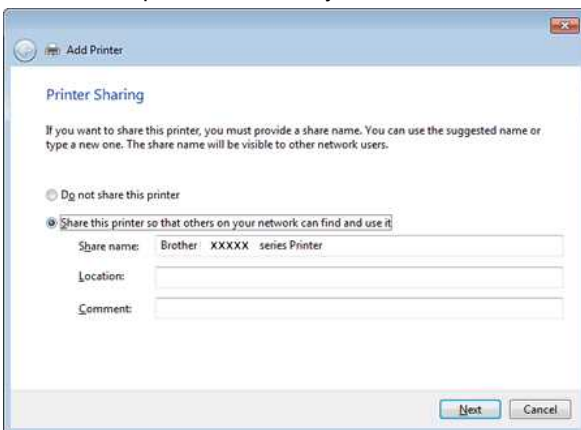 Add Printer
Printer Sharing
If you want to share this printer, you must provide a share name. You can use the suggested name or
type a new one. The share name will be visible to other network users.
Do not share this printer
Share this printer so that others on your network can find and use it
Share name: Brother XXXXX series Printer
Location:
Comment:
Next Cancel